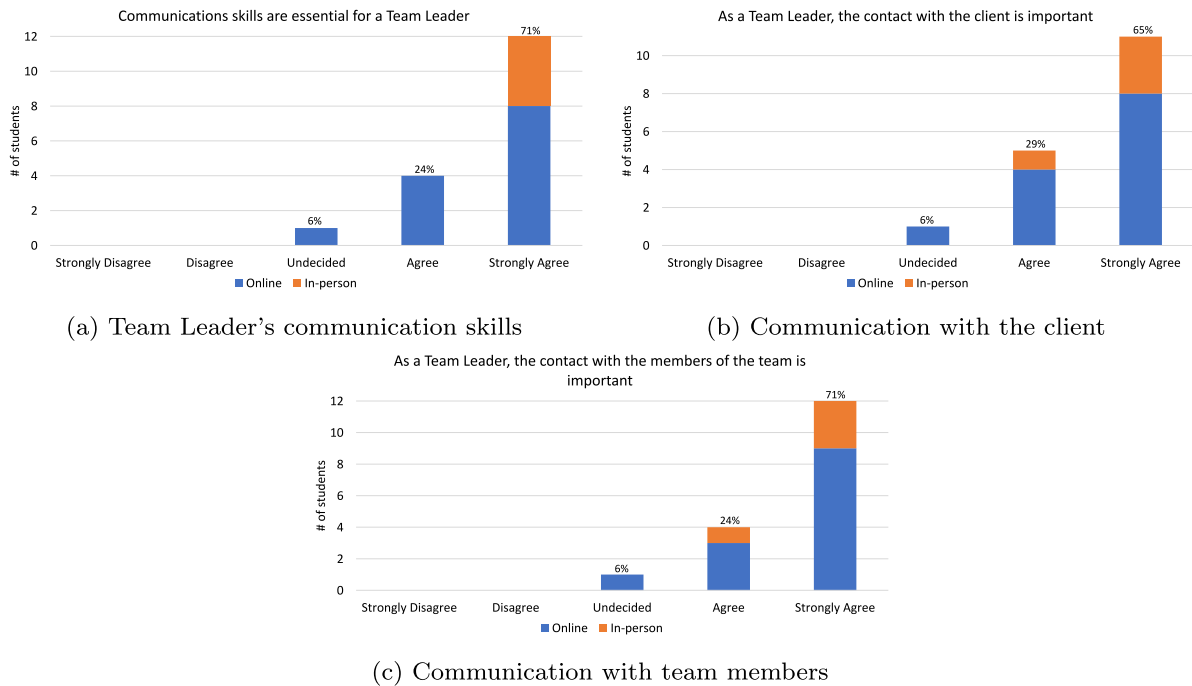 Communications skills are essential for a Team Leader
# of students
12
10
8
6
4
2
0
6%
24%
71%
Strongly Disagree
Disagree
Undecided
Agree
Strongly Agree
Online
In-person
(a) Team Leader's communication skills
As a Team Leader, the contact with the client is important
# of students
10
8
6
4
2
0
6%
29%
65%
Strongly Disagree
Disagree
Undecided
Agree
Strongly Agree
Online
In-person
(b) Communication with the client
As a Team Leader, the contact with the members of the team is
important
# of students
12
10
8
6
4
2
0
6%
24%
71%
Strongly Disagree
Disagree
Undecided
Agree
Strongly Agree
Online
In-person
(c) Communication with team members